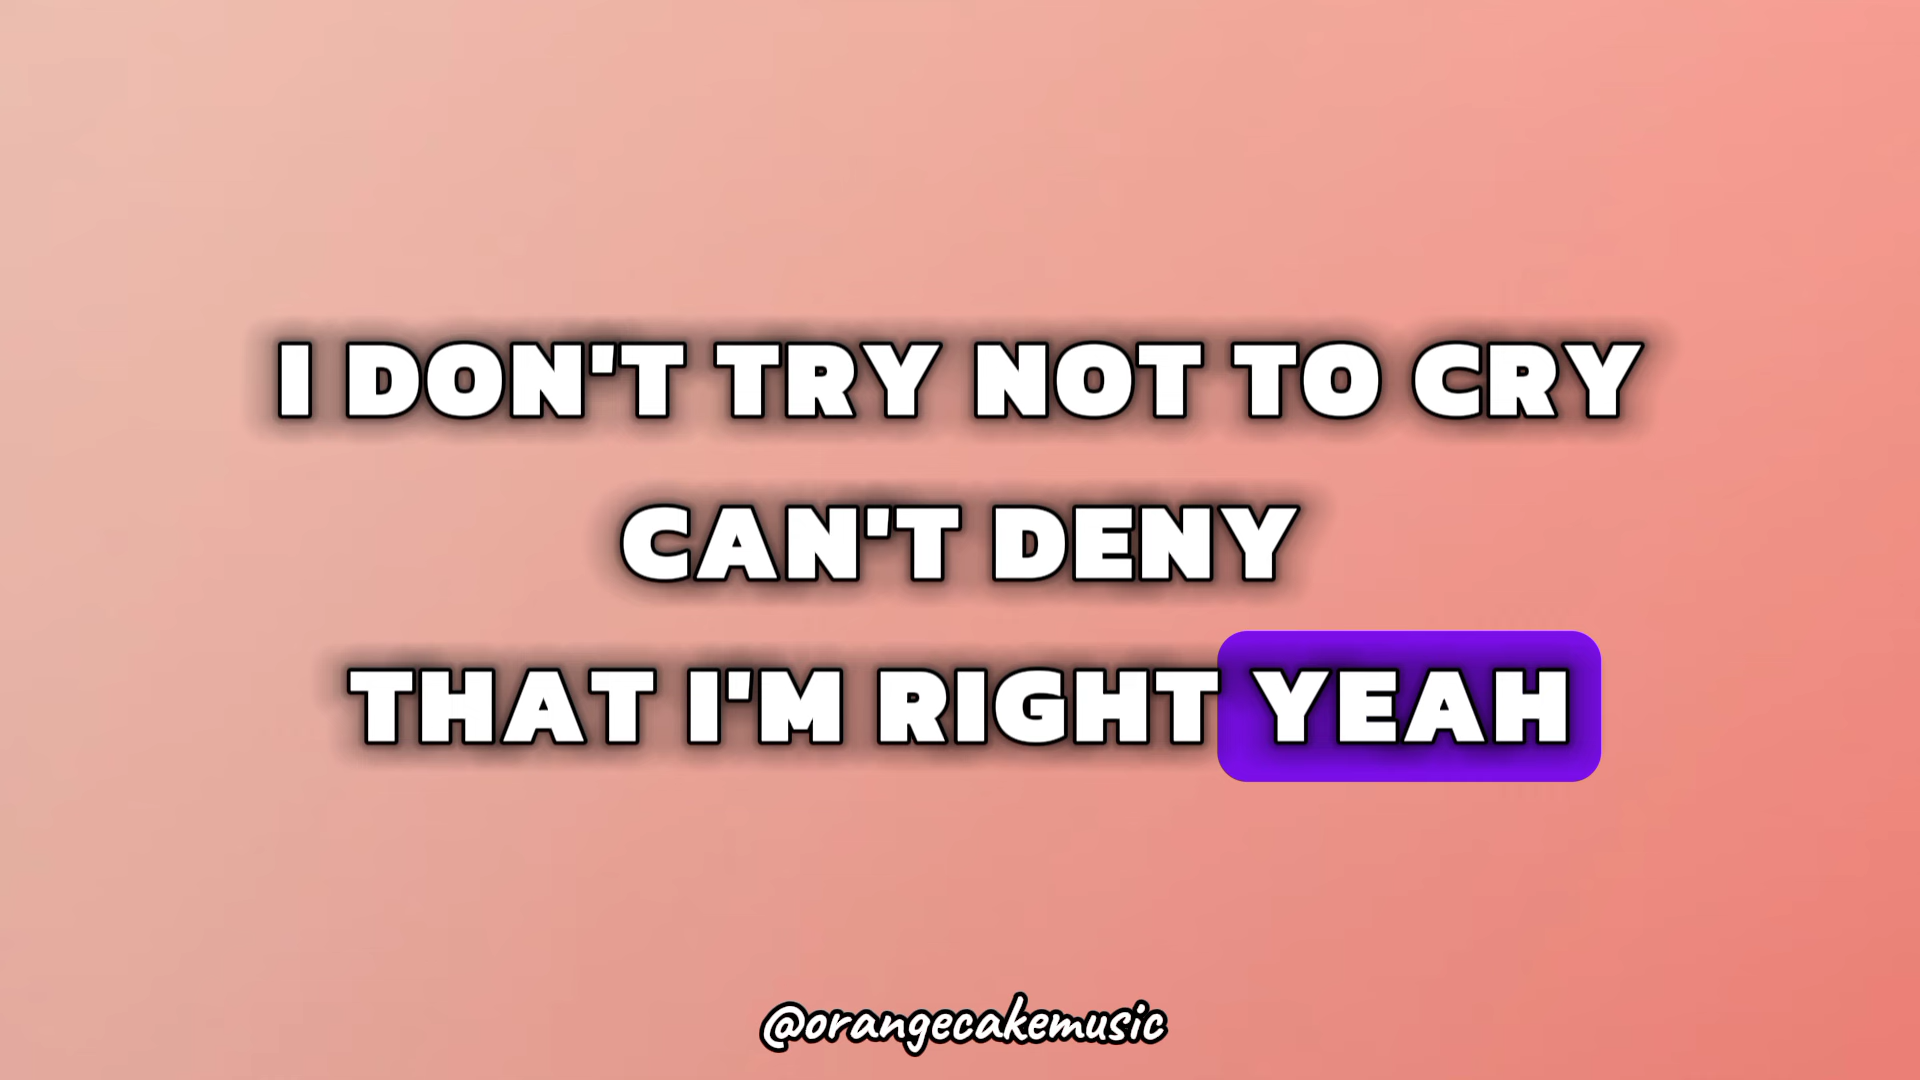 I DON'T TRY NOT TO CRY
CAN'T DENY
THAT I'M RIGHT YEAH
@orangecakemusic